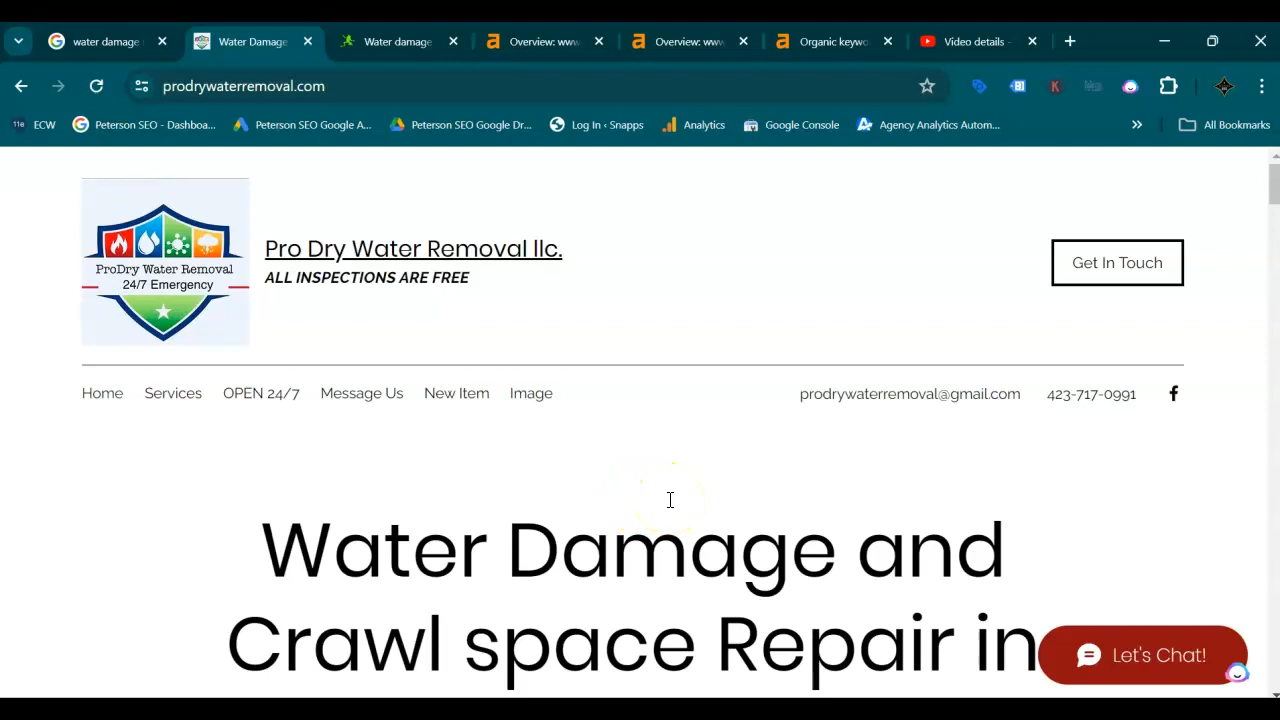 water damage
Water Damage
Water damage
Overview: www
Overview: www
Organic keywo
Video details -
prodrywaterremoval.com
ECW
Peterson SEO - Dashboa...
Peterson SEO Google A...
Peterson SEO Google Dr...
Log In ‹ Snapps
Analytics
Google Console
Agency Analytics Autom...
All Bookmarks
ProDry Water Removal
24/7 Emergency
Pro Dry Water Removal llc.
ALL INSPECTIONS ARE FREE
Get In Touch
Home
Services
OPEN 24/7
Message Us
New Item
Image
prodrywaterremoval@gmail.com
423-717-0991
Water Damage and
Crawl space Repair in
Let's Chat!